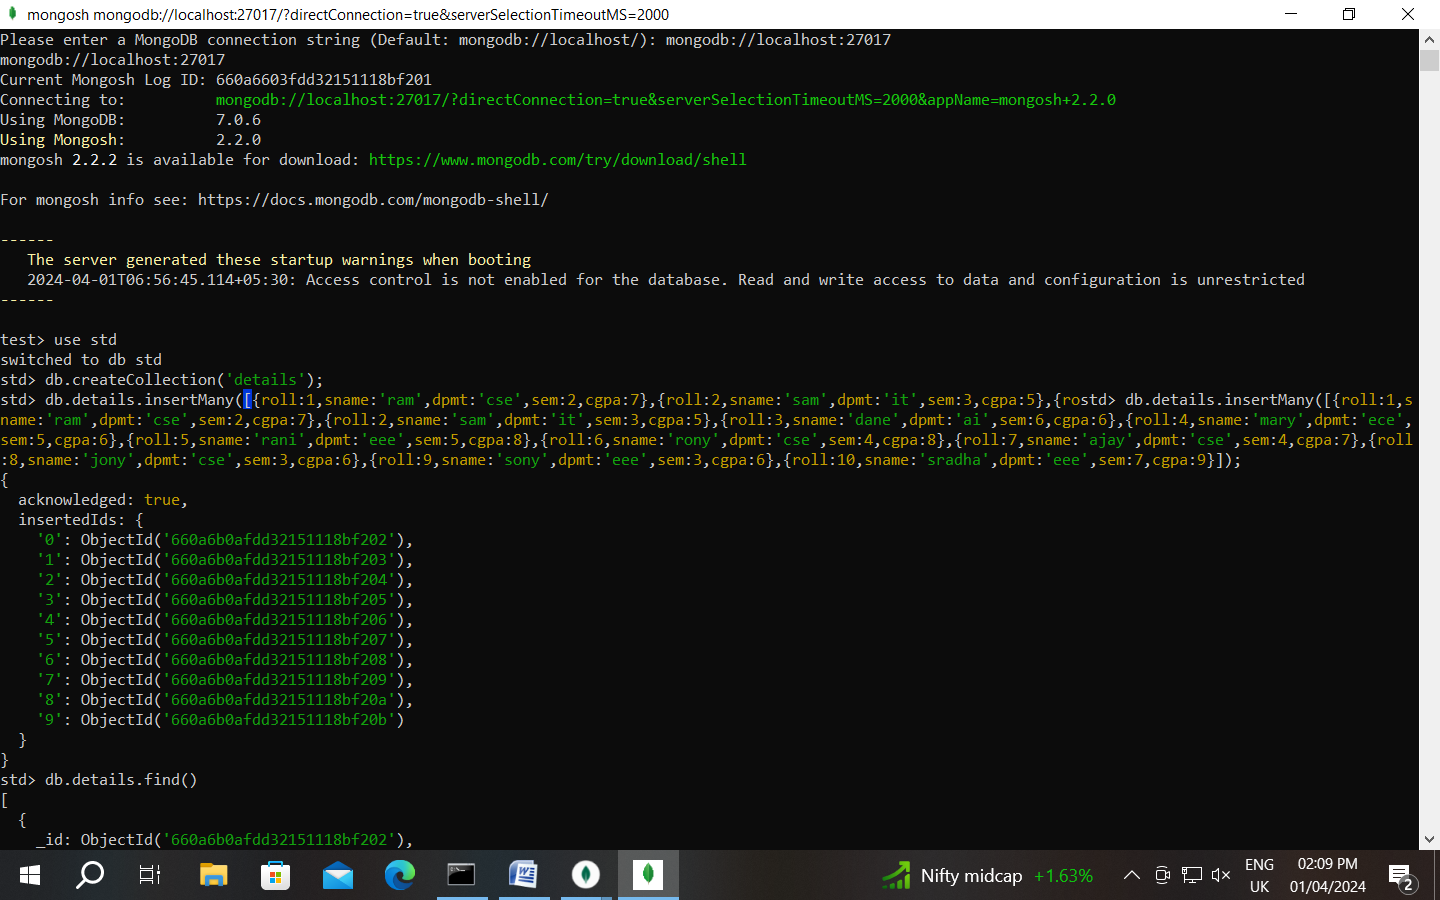 mongosh mongodb://localhost:27017/?directConnection=true&serverSelectionTimeoutMS=2000
Please enter a MongoDB connection string (Default: mongodb://localhost/): mongodb://localhost:27017
mongodb://localhost:27017
Current Mongosh Log ID: 660a6603fdd32151118bf201
Connecting to:          mongodb://localhost:27017/?directConnection=true&serverSelectionTimeoutMS=2000&appName=mongosh+2.2.0
Using MongoDB:          7.0.6
Using Mongosh:          2.2.0
mongosh 2.2.2 is available for download: https://www.mongodb.com/try/download/shell
For mongosh info see: https://docs.mongodb.com/mongodb-shell/
------
   The server generated these startup warnings when booting
   2024-04-01T06:56:45.114+05:30: Access control is not enabled for the database. Read and write access to data and configuration is unrestricted
------
test> use std
switched to db std
std> db.createCollection('details');
std> db.details.insertMany([{roll:1,sname:'ram',dpmt:'cse',sem:2,cgpa:7},{roll:2,sname:'sam',dpmt:'it',sem:3,cgpa:5},{rostd> db.details.insertMany([{roll:1,s
name:'ram',dpmt:'cse',sem:2,cgpa:7},{roll:2,sname:'sam',dpmt:'it',sem:3,cgpa:5},{roll:3,sname:'dane',dpmt:'ai',sem:6,cgpa:6},{roll:4,sname:'mary',dpmt:'ece',
sem:5,cgpa:6},{roll:5,sname:'rani',dpmt:'eee',sem:5,cgpa:8},{roll:6,sname:'rony',dpmt:'cse',sem:4,cgpa:8},{roll:7,sname:'ajay',dpmt:'cse',sem:4,cgpa:7},{roll
:8,sname:'jony',dpmt:'cse',sem:3,cgpa:6},{roll:9,sname:'sony',dpmt:'eee',sem:3,cgpa:6},{roll:10,sname:'sradha',dpmt:'eee',sem:7,cgpa:9}]);
{
  acknowledged: true,
  insertedIds: {
    '0': ObjectId('660a6b0afdd32151118bf202'),
    '1': ObjectId('660a6b0afdd32151118bf203'),
    '2': ObjectId('660a6b0afdd32151118bf204'),
    '3': ObjectId('660a6b0afdd32151118bf205'),
    '4': ObjectId('660a6b0afdd32151118bf206'),
    '5': ObjectId('660a6b0afdd32151118bf207'),
    '6': ObjectId('660a6b0afdd32151118bf208'),
    '7': ObjectId('660a6b0afdd32151118bf209'),
    '8': ObjectId('660a6b0afdd32151118bf20a'),
    '9': ObjectId('660a6b0afdd32151118bf20b')
  }
}
std> db.details.find()
[
  {
    _id: ObjectId('660a6b0afdd32151118bf202'),
Nifty midcap +1.63%
ENG
UK
02:09 PM
01/04/2024
2